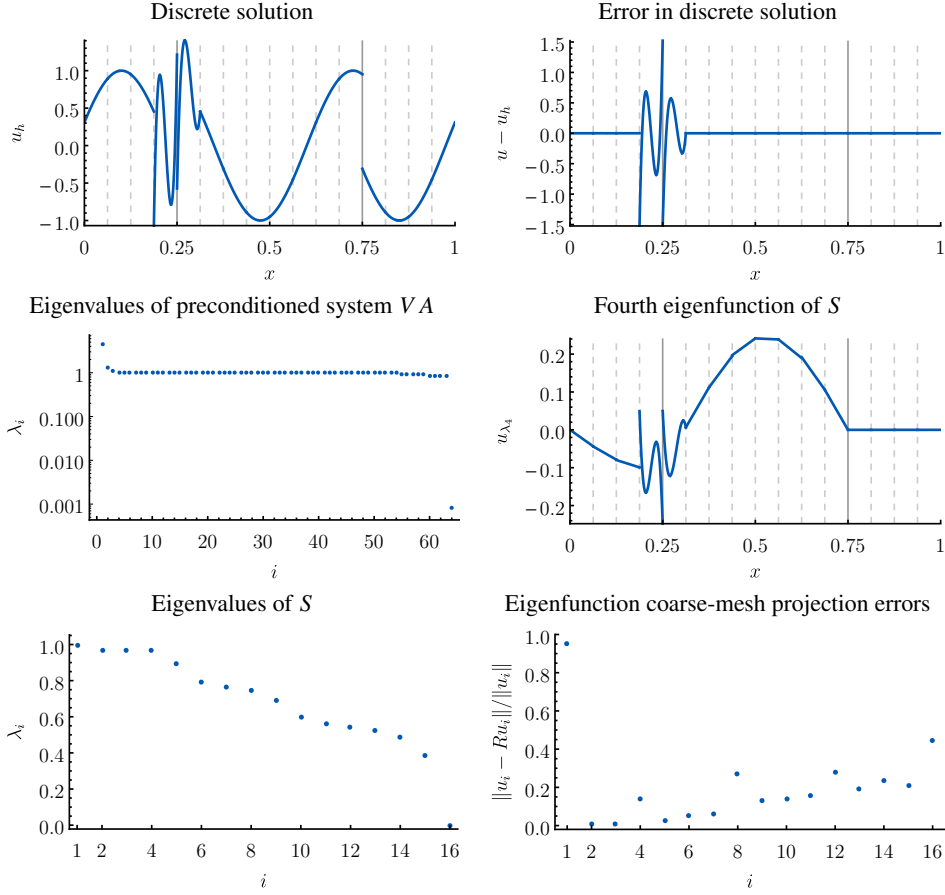 Discrete solution
1.0
0.5
0.0
−0.5
−1.0
u_h
0 0.25 0.5 0.75 1
x
Error in discrete solution
1.5
1.0
0.5
0.0
−0.5
−1.0
−1.5
u − u_h
0 0.25 0.5 0.75 1
x
Eigenvalues of preconditioned system V A
1
0.100
0.010
0.001
λ_i
0 10 20 30 40 50 60
i
Fourth eigenfunction of S
0.2
0.1
0.0
−0.1
−0.2
u_{λ_4}
0 0.25 0.5 0.75 1
x
Eigenvalues of S
1.0
0.8
0.6
0.4
0.2
0.0
λ_i
1 2 4 6 8 10 12 14 16
i
Eigenfunction coarse-mesh projection errors
1.0
0.8
0.6
0.4
0.2
0.0
||u_i − Ru_i||/||u_i||
1 2 4 6 8 10 12 14 16
i